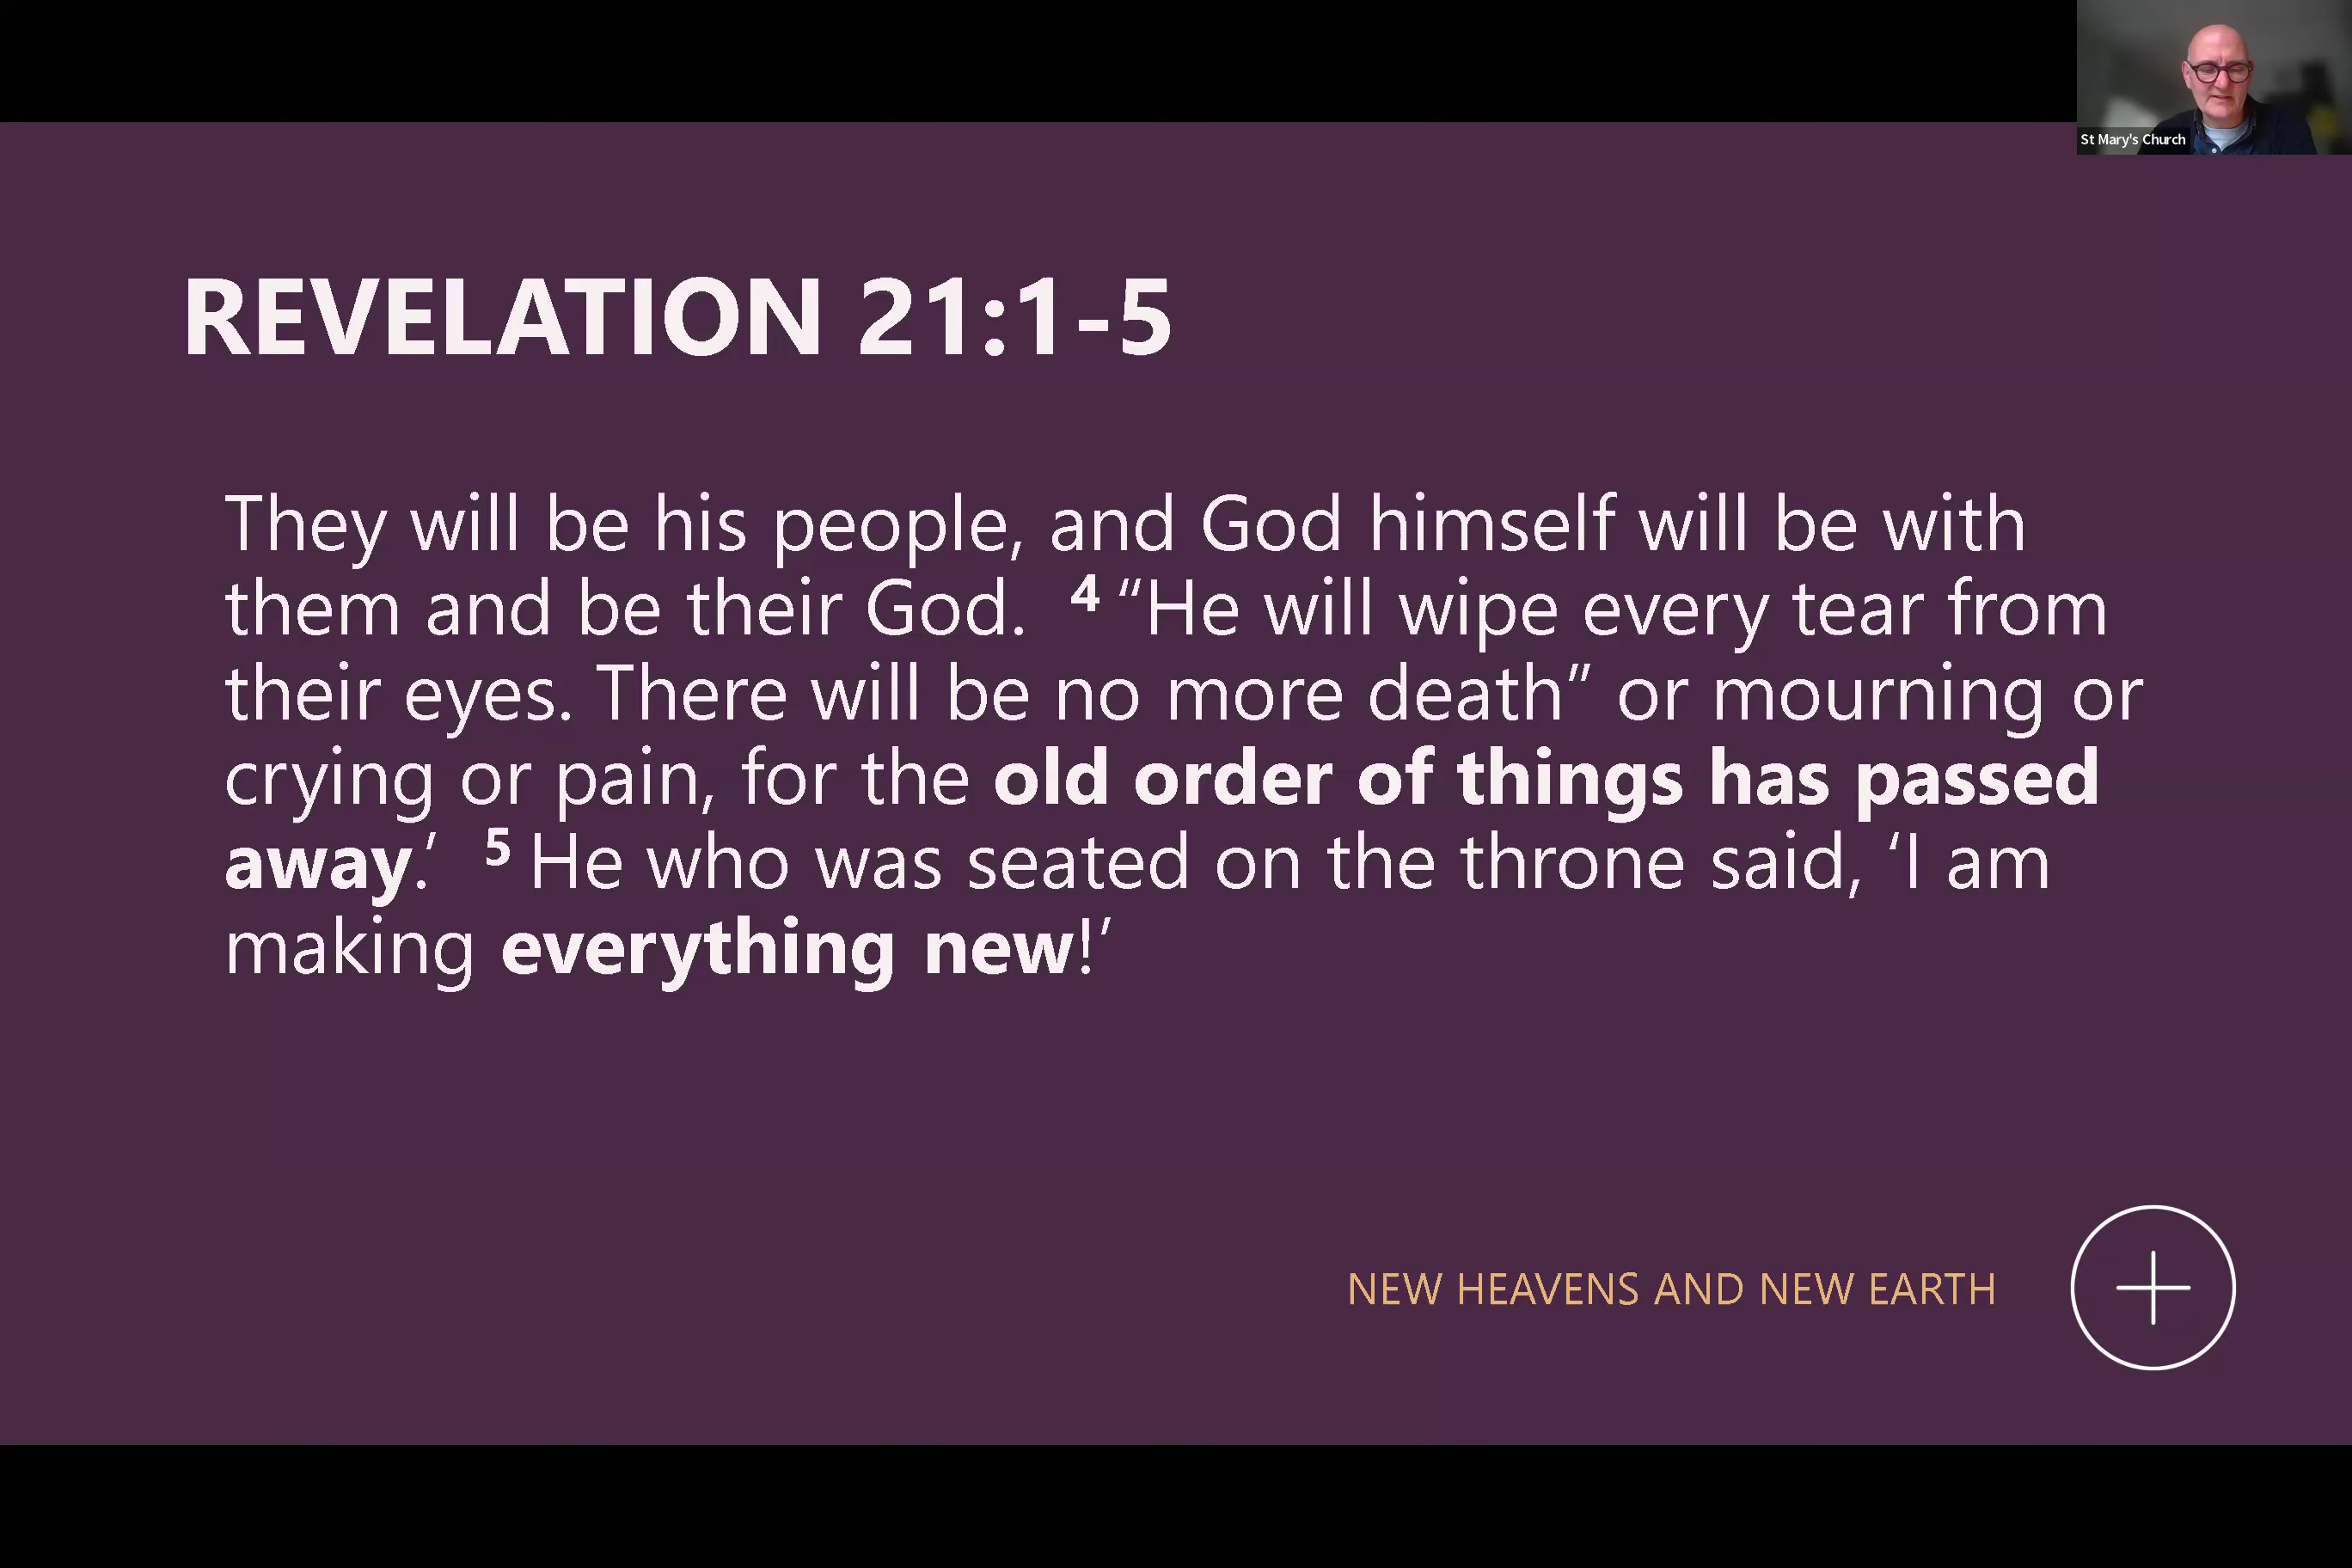 St Mary's Church
REVELATION 21:1-5
They will be his people, and God himself will be with
them and be their God. 4 “He will wipe every tear from
their eyes. There will be no more death” or mourning or
crying or pain, for the old order of things has passed
away.’ 5 He who was seated on the throne said, ‘I am
making everything new!’
NEW HEAVENS AND NEW EARTH